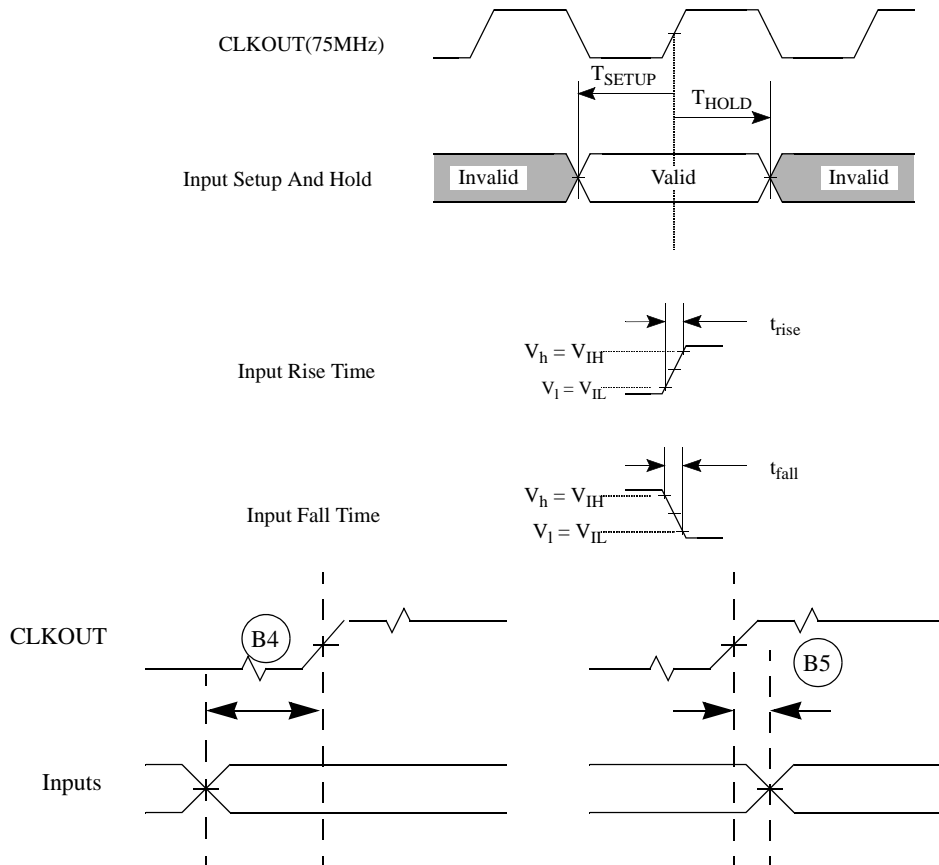 CLKOUT(75MHz)
TSETUP
THOLD
Input Setup And Hold
Invalid
Valid
Invalid
trise
Vh = VIH
Input Rise Time
Vl = VIL
tfall
Vh = VIH
Input Fall Time
Vl = VIL
CLKOUT
B4
B5
Inputs